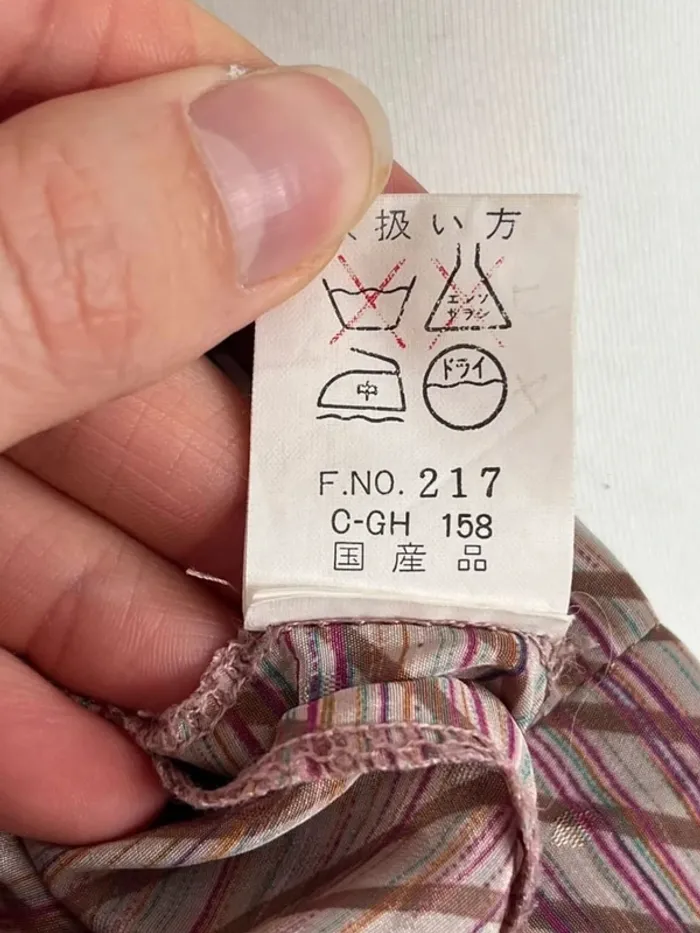 扱い方
エンソ
サラシ
中
ドライ
F.NO. 217
C-GH 158
国産品